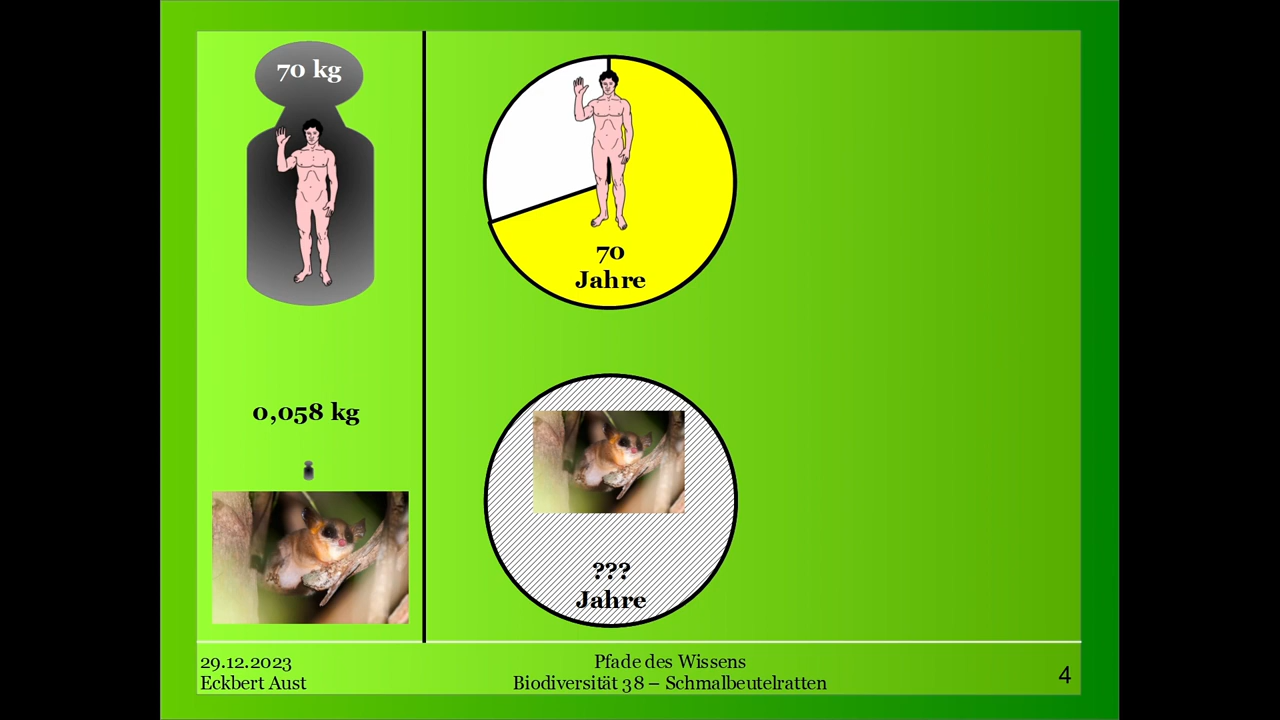 70 kg
70
Jahre
0,058 kg
???
Jahre
29.12.2023
Eckbert Aust
Pfade des Wissens
Biodiversität 38 – Schmalbeutelratten
4